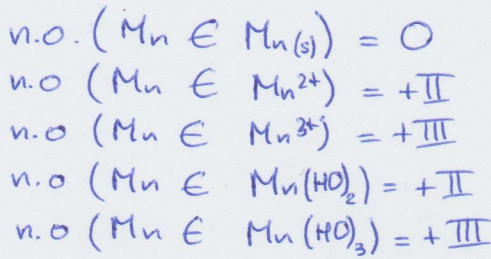 n.o. (Mn ∈ Mn(s)) = 0
n.o (Mn ∈ Mn²⁺) = +II
n.o (Mn ∈ Mn³⁺) = +III
n.o (Mn ∈ Mn(HO)₂) = +II
n.o (Mn ∈ Mn(HO)₃) = +III